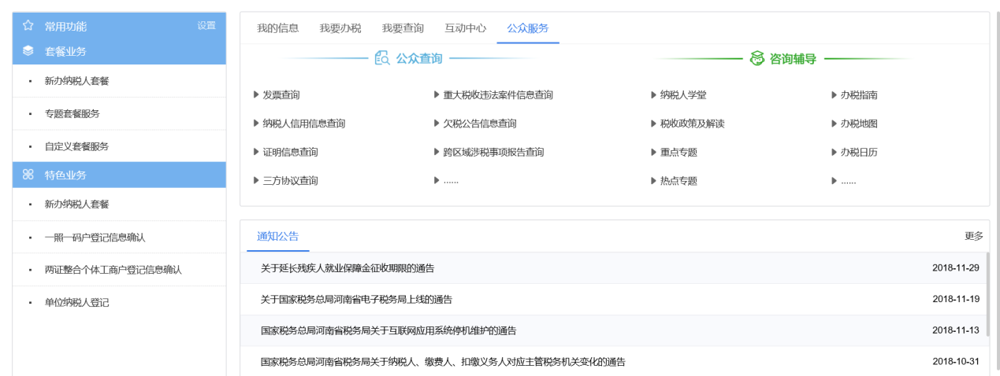 常用功能 设置
套餐业务
新办纳税人套餐
专题套餐服务
自定义套餐服务
特色业务
新办纳税人套餐
一照一码户登记信息确认
两证整合个体工商户登记信息确认
单位纳税人登记
我的信息 我要办税 我要查询 互动中心 公众服务
公众查询
发票查询 重大税收违法案件信息查询
纳税人信用信息查询 欠税公告信息查询
证明信息查询 跨区域涉税事项报告查询
三方协议查询 ......
咨询辅导
纳税人学堂 办税指南
税收政策及解读 办税地图
重点专题 办税日历
热点专题 ......
通知公告 更多
关于延长残疾人就业保障金征收期限的通告 2018-11-29
关于国家税务总局河南省电子税务局上线的通告 2018-11-19
国家税务总局河南省税务局关于互联网应用系统停机维护的通告 2018-11-13
国家税务总局河南省税务局关于纳税人、缴费人、扣缴义务人对应主管税务机关变化的通告 2018-10-31